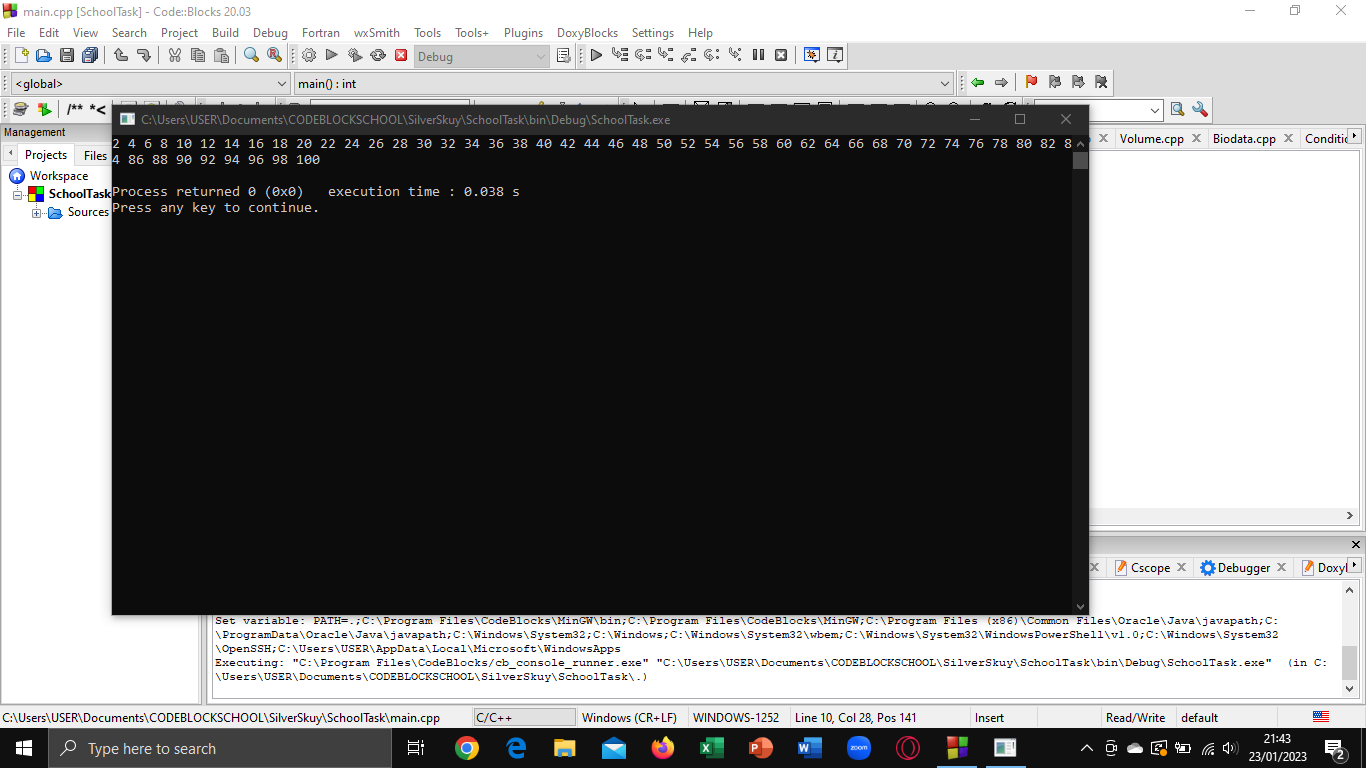 main.cpp [SchoolTask] - Code::Blocks 20.03
File Edit View Search Project Build Debug Fortran wxSmith Tools Tools+ Plugins DoxyBlocks Settings Help
Debug
<global> main() : int
/** *<
C:\Users\USER\Documents\CODEBLOCKSCHOOL\SilverSkuy\SchoolTask\bin\Debug\SchoolTask.exe
Management
Projects Files
Volume.cpp Biodata.cpp Conditic
Workspace
SchoolTask
Sources
2 4 6 8 10 12 14 16 18 20 22 24 26 28 30 32 34 36 38 40 42 44 46 48 50 52 54 56 58 60 62 64 66 68 70 72 74 76 78 80 82 8
4 86 88 90 92 94 96 98 100
Process returned 0 (0x0)   execution time : 0.038 s
Press any key to continue.
Cscope Debugger Doxyl
Set variable: PATH=.;C:\Program Files\CodeBlocks\MinGW\bin;C:\Program Files\CodeBlocks\MinGW;C:\Program Files (x86)\Common Files\Oracle\Java\javapath;C:
\ProgramData\Oracle\Java\javapath;C:\Windows\System32;C:\Windows;C:\Windows\System32\wbem;C:\Windows\System32\WindowsPowerShell\v1.0;C:\Windows\System32
\OpenSSH;C:\Users\USER\AppData\Local\Microsoft\WindowsApps
Executing: "C:\Program Files\CodeBlocks/cb_console_runner.exe" "C:\Users\USER\Documents\CODEBLOCKSCHOOL\SilverSkuy\SchoolTask\bin\Debug\SchoolTask.exe"  (in C:
\Users\USER\Documents\CODEBLOCKSCHOOL\SilverSkuy\SchoolTask\.)
C:\Users\USER\Documents\CODEBLOCKSCHOOL\SilverSkuy\SchoolTask\main.cpp C/C++ Windows (CR+LF) WINDOWS-1252 Line 10, Col 28, Pos 141 Insert Read/Write default
Type here to search
zoom
21:43
23/01/2023
2